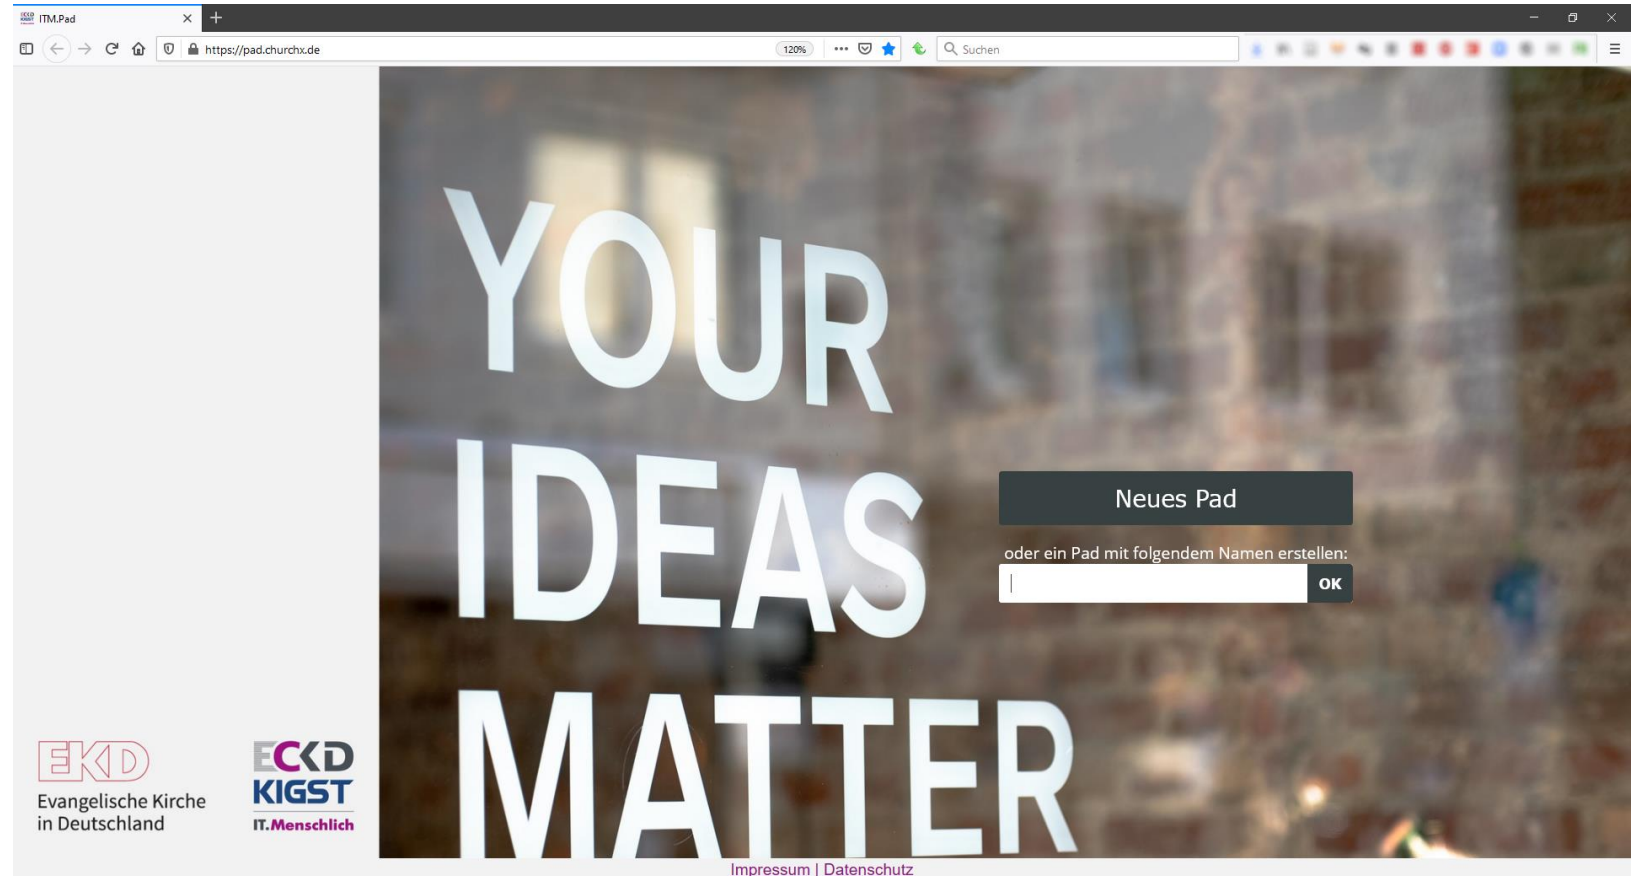 ITM.Pad
https://pad.churchx.de
120%
Suchen
YOUR
IDEAS
MATTER
Neues Pad
oder ein Pad mit folgendem Namen erstellen:
OK
EKD
Evangelische Kirche
in Deutschland
ECKD
KIGST
IT.Menschlich
Impressum | Datenschutz